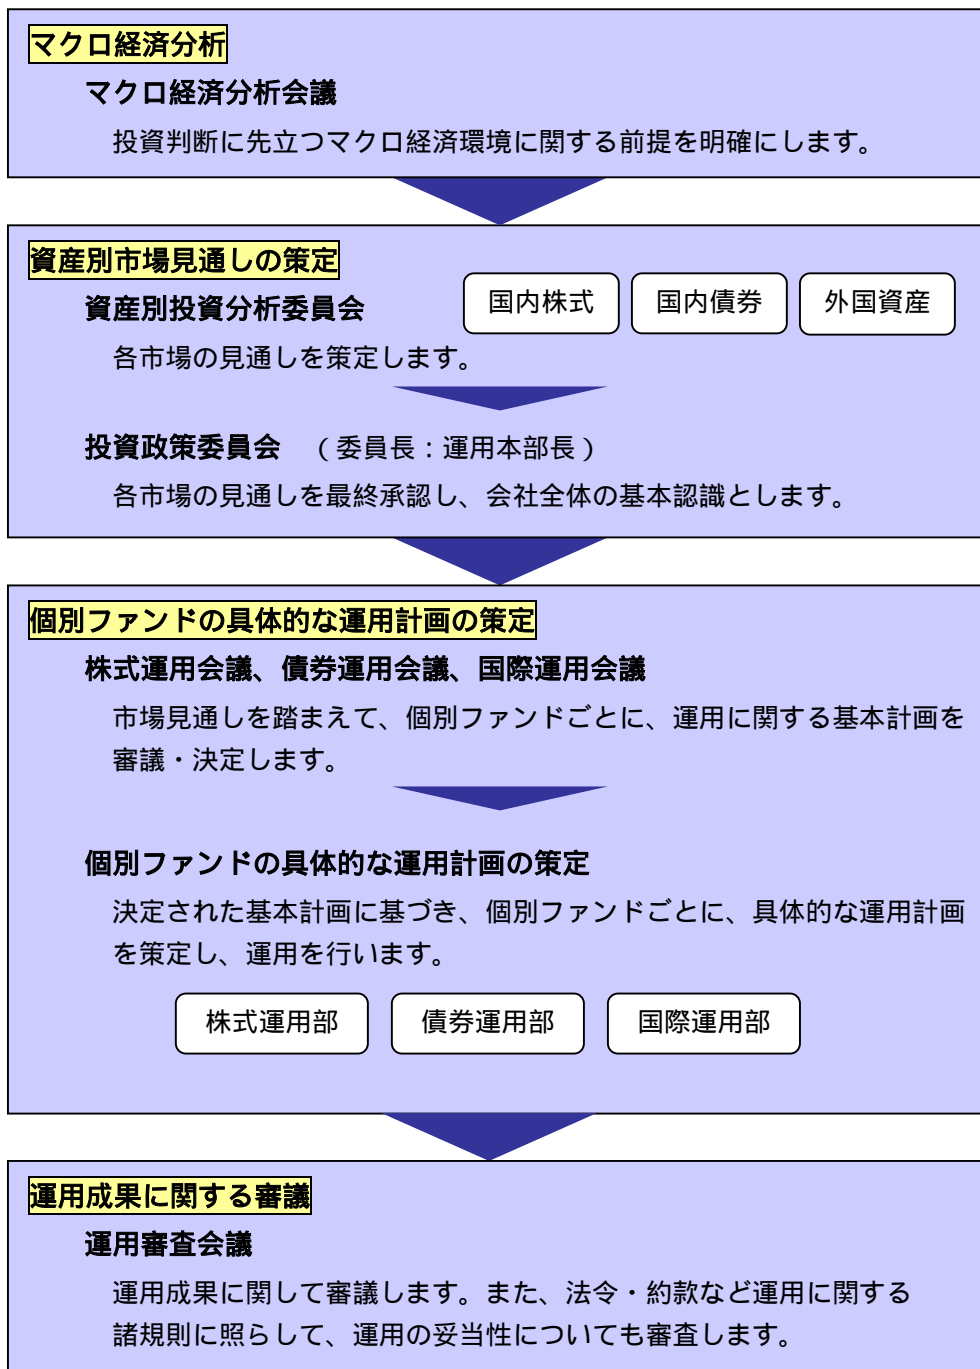 マクロ経済分析
マクロ経済分析会議
投資判断に先立つマクロ経済環境に関する前提を明確にします。
資産別市場見通しの策定
資産別投資分析委員会
国内株式
国内債券
外国資産
各市場の見通しを策定します。
投資政策委員会　（委員長：運用本部長）
各市場の見通しを最終承認し、会社全体の基本認識とします。
個別ファンドの具体的な運用計画の策定
株式運用会議、債券運用会議、国際運用会議
市場見通しを踏まえて、個別ファンドごとに、運用に関する基本計画を
審議・決定します。
個別ファンドの具体的な運用計画の策定
決定された基本計画に基づき、個別ファンドごとに、具体的な運用計画
を策定し、運用を行います。
株式運用部
債券運用部
国際運用部
運用成果に関する審議
運用審査会議
運用成果に関して審議します。また、法令・約款など運用に関する
諸規則に照らして、運用の妥当性についても審査します。